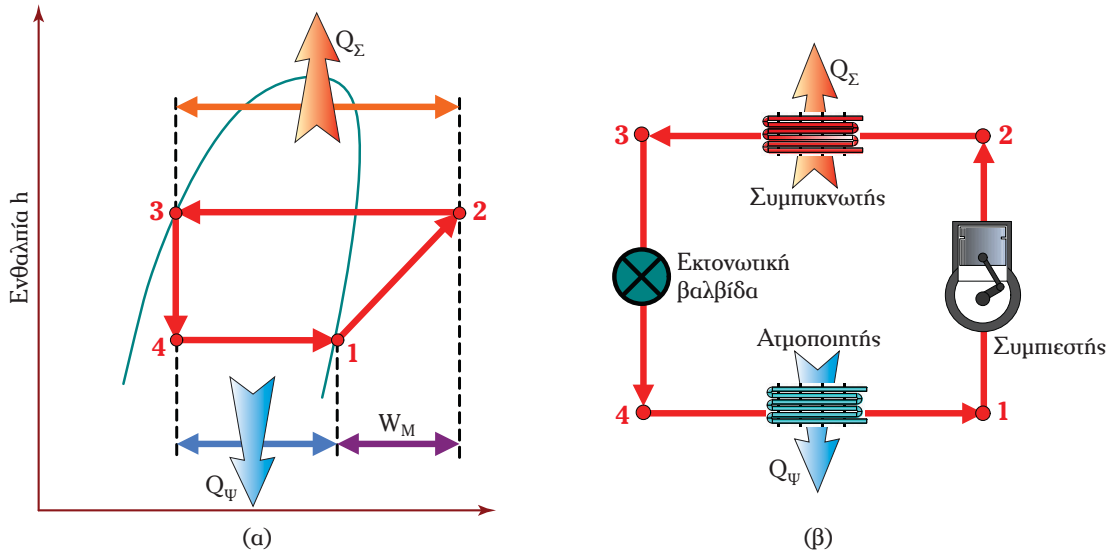 Q_Σ
Ενθαλπία h
3
2
4
1
W_M
Q_Ψ
(α)
Q_Σ
3
2
Συμπυκνωτής
Εκτονωτική
βαλβίδα
Ατμοποιητής
Συμπιεστής
4
1
Q_Ψ
(β)